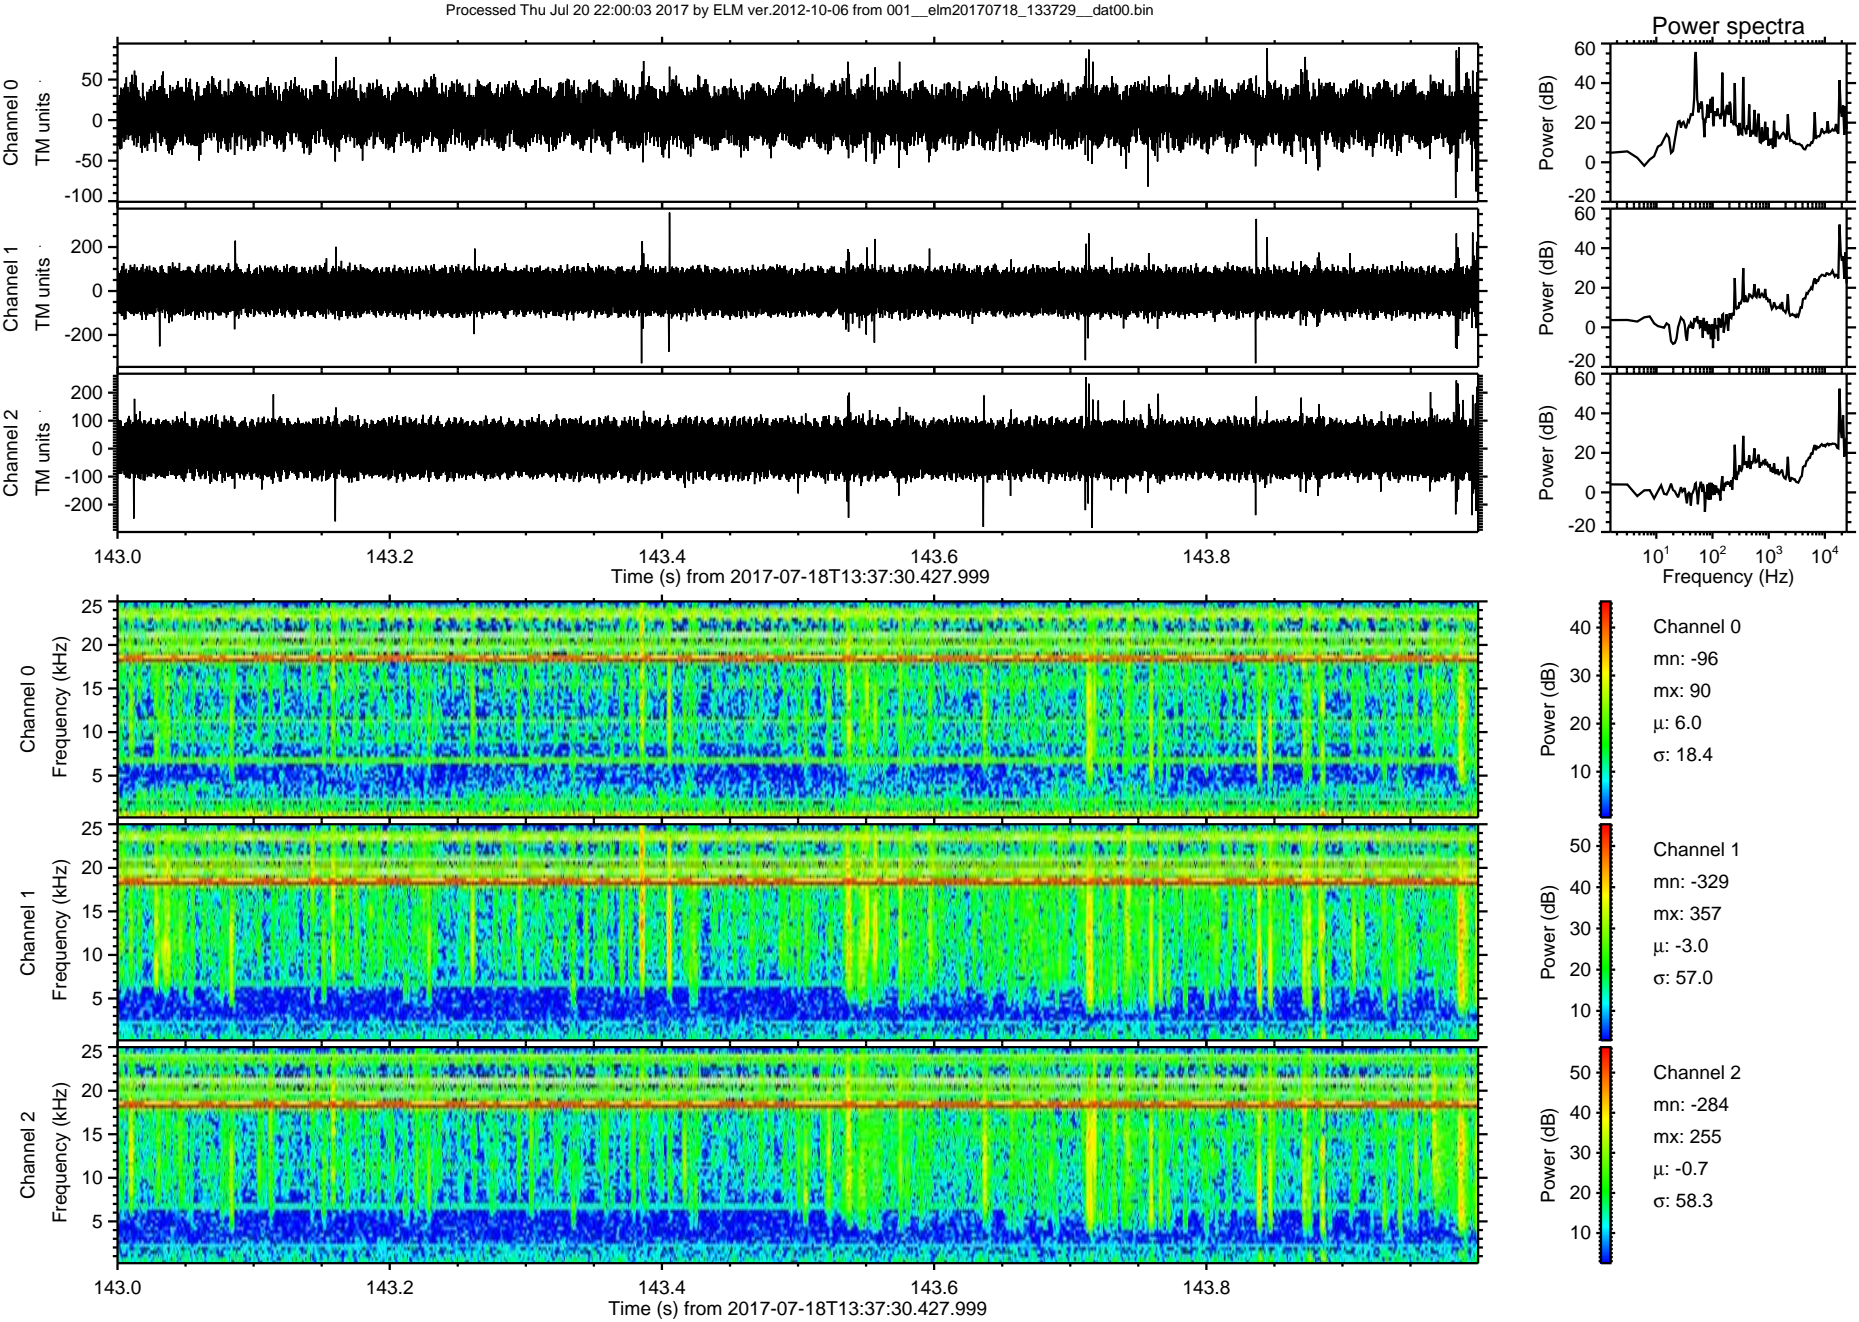 Processed Thu Jul 20 22:00:03 2017 by ELM ver.2012-10-06 from 001__elm20170718_133729__dat00.bin
Power spectra
Channel 0
TM units
50
0
-50
-100
Power (dB)
60
40
20
0
-20
Channel 1
TM units
200
0
-200
Power (dB)
60
40
20
0
-20
Channel 2
TM units
200
100
0
-100
-200
Power (dB)
60
40
20
0
-20
143.0 143.2 143.4 143.6 143.8
Time (s) from 2017-07-18T13:37:30.427.999
10^1 10^2 10^3 10^4
Frequency (Hz)
Channel 0
Frequency (kHz)
25
20
15
10
5
Power (dB)
40
30
20
10
Channel 0
mn: -96
mx: 90
μ: 6.0
σ: 18.4
Channel 1
Frequency (kHz)
25
20
15
10
5
Power (dB)
50
40
30
20
10
Channel 1
mn: -329
mx: 357
μ: -3.0
σ: 57.0
Channel 2
Frequency (kHz)
25
20
15
10
5
Power (dB)
50
40
30
20
10
Channel 2
mn: -284
mx: 255
μ: -0.7
σ: 58.3
143.0 143.2 143.4 143.6 143.8
Time (s) from 2017-07-18T13:37:30.427.999